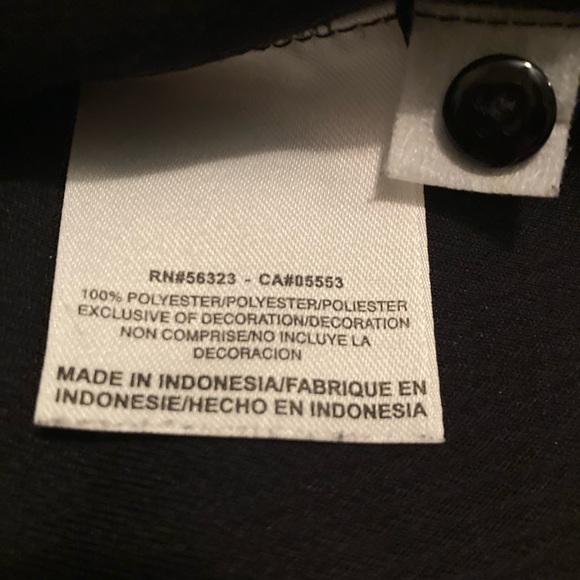 RN#56323 - CA#05553
100% POLYESTER/POLYESTER/POLIESTER
EXCLUSIVE OF DECORATION/DECORATION
NON COMPRISE/NO INCLUYE LA
DECORACION
MADE IN INDONESIA/FABRIQUE EN
INDONESIE/HECHO EN INDONESIA